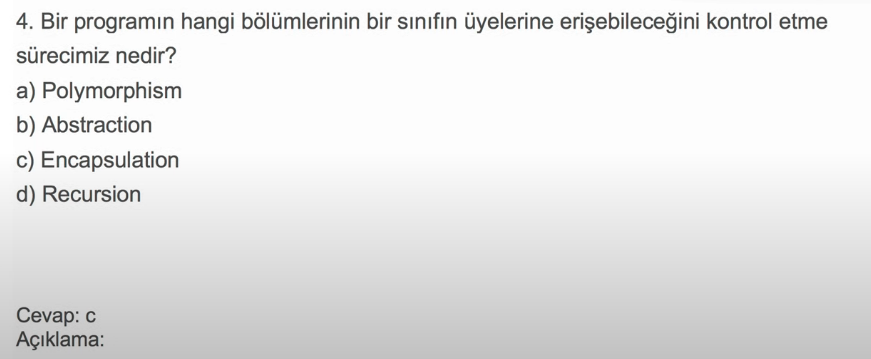 4. Bir programın hangi bölümlerinin bir sınıfın üyelerine erişebileceğini kontrol etme
sürecimiz nedir?
a) Polymorphism
b) Abstraction
c) Encapsulation
d) Recursion
Cevap: c
Açıklama: